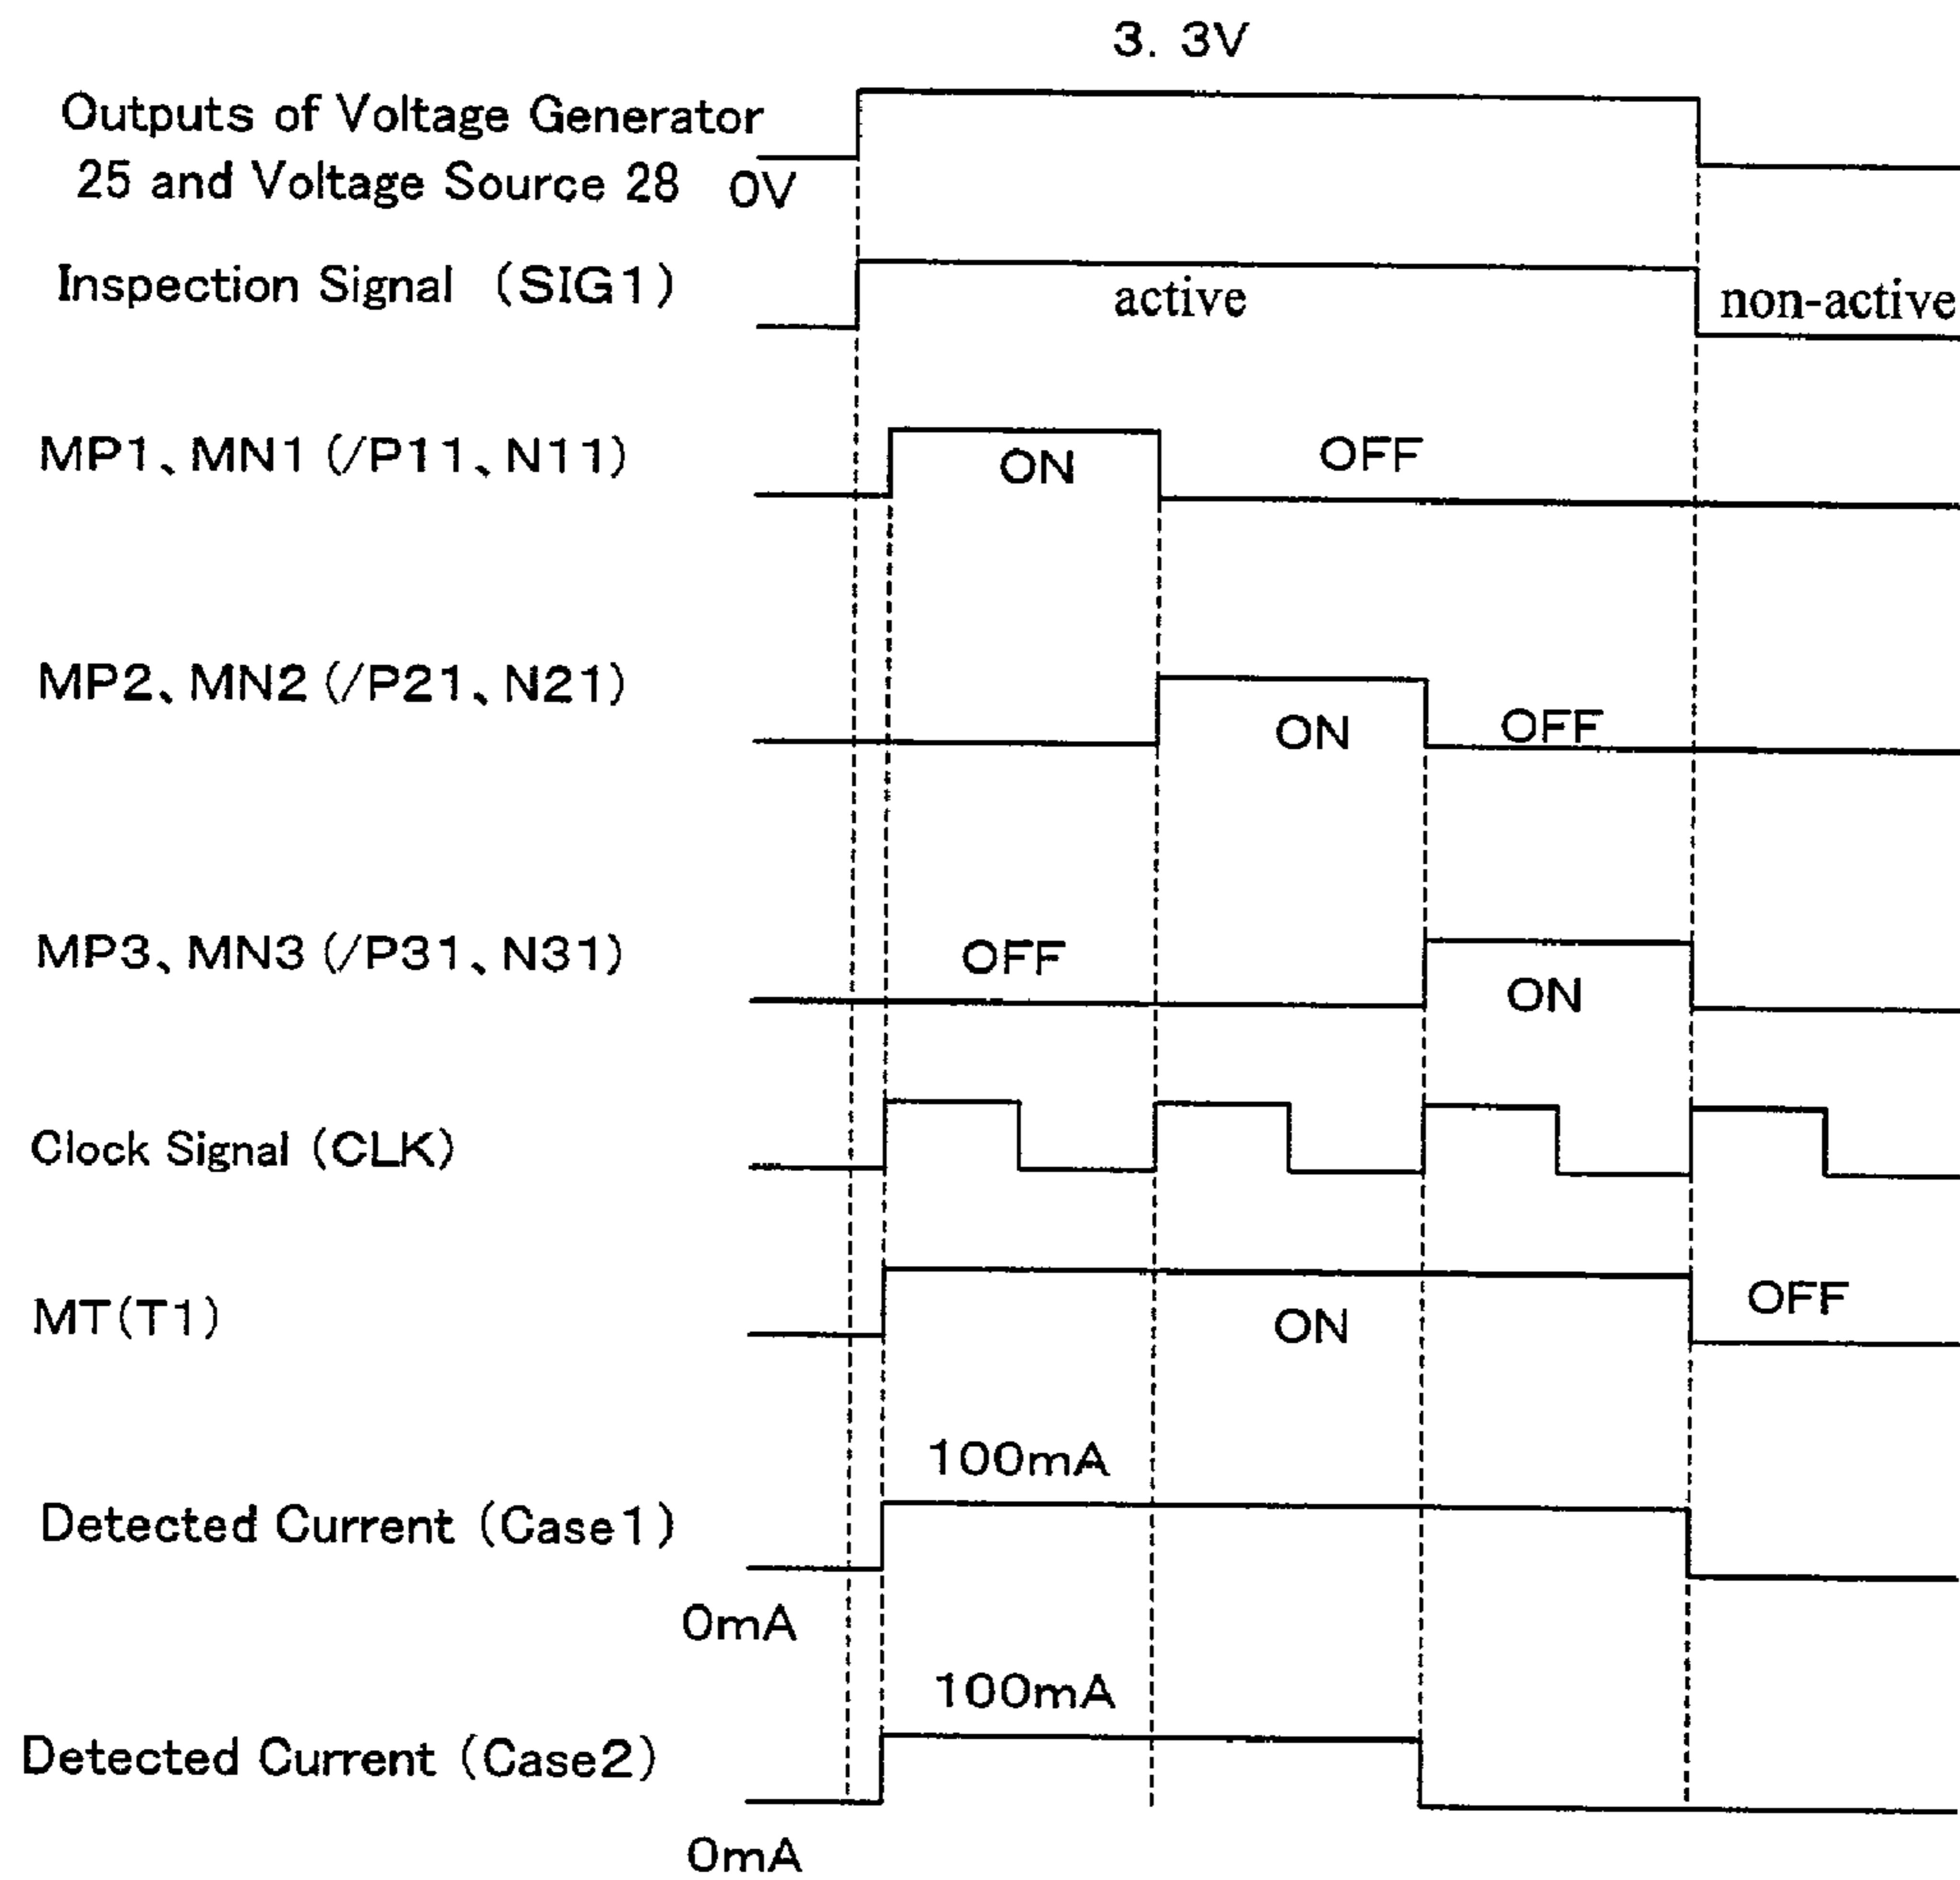 3. 3V
Outputs of Voltage Generator
25 and Voltage Source 28
0V
Inspection Signal (SIG1)
active
non-active
MP1、MN1 (/P11、N11)
ON
OFF
MP2、MN2 (/P21、N21)
ON
OFF
MP3、MN3 (/P31、N31)
OFF
ON
Clock Signal (CLK)
MT(T1)
ON
OFF
100mA
Detected Current (Case1)
0mA
100mA
Detected Current (Case2)
0mA